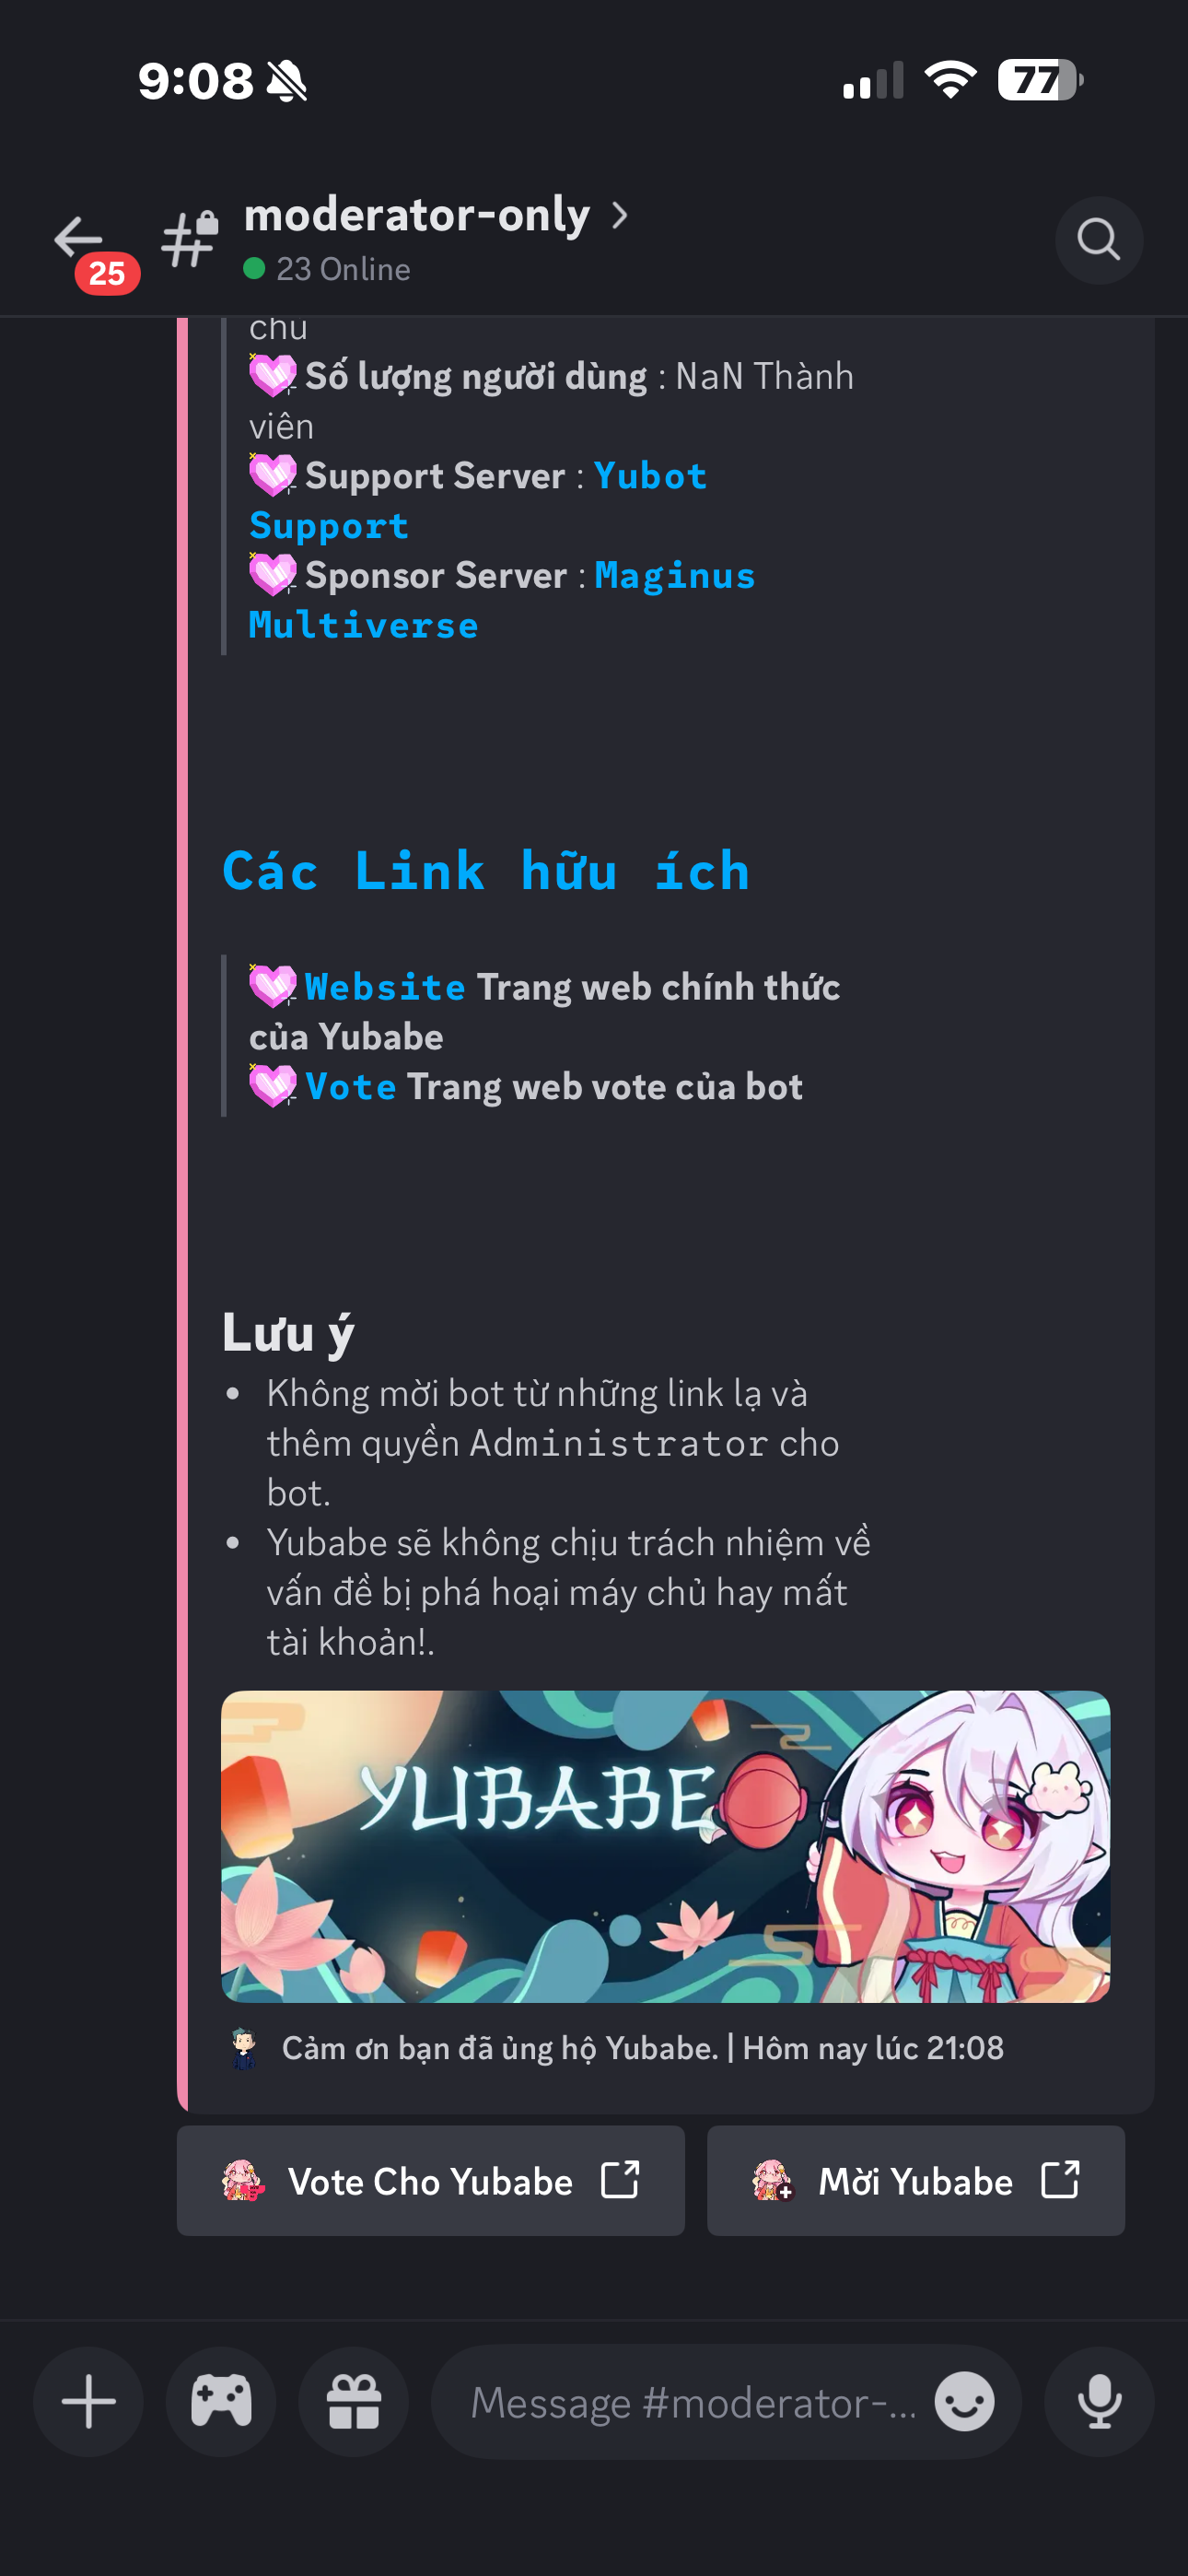 9:08
77
moderator-only
23 Online
25
chủ
Số lượng người dùng : NaN Thành
viên
Support Server : Yubot
Support
Sponsor Server : Maginus
Multiverse
Các Link hữu ích
Website Trang web chính thức
của Yubabe
Vote Trang web vote của bot
Lưu ý
• Không mời bot từ những link lạ và
thêm quyền Administrator cho
bot.
• Yubabe sẽ không chịu trách nhiệm về
vấn đề bị phá hoại máy chủ hay mất
tài khoản!.
YUBABE
Cảm ơn bạn đã ủng hộ Yubabe. | Hôm nay lúc 21:08
Vote Cho Yubabe
Mời Yubabe
Message #moderator-...